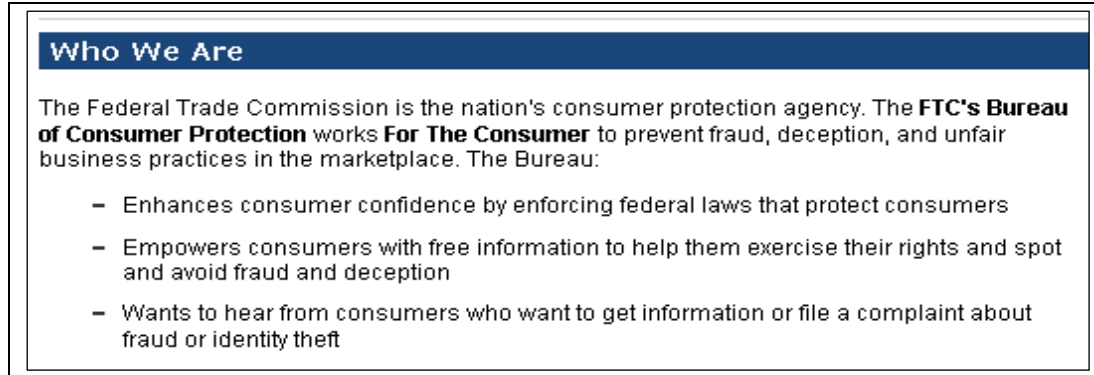 Who We Are
The Federal Trade Commission is the nation's consumer protection agency. The FTC's Bureau
of Consumer Protection works For The Consumer to prevent fraud, deception, and unfair
business practices in the marketplace. The Bureau:
– Enhances consumer confidence by enforcing federal laws that protect consumers
– Empowers consumers with free information to help them exercise their rights and spot
and avoid fraud and deception
– Wants to hear from consumers who want to get information or file a complaint about
fraud or identity theft